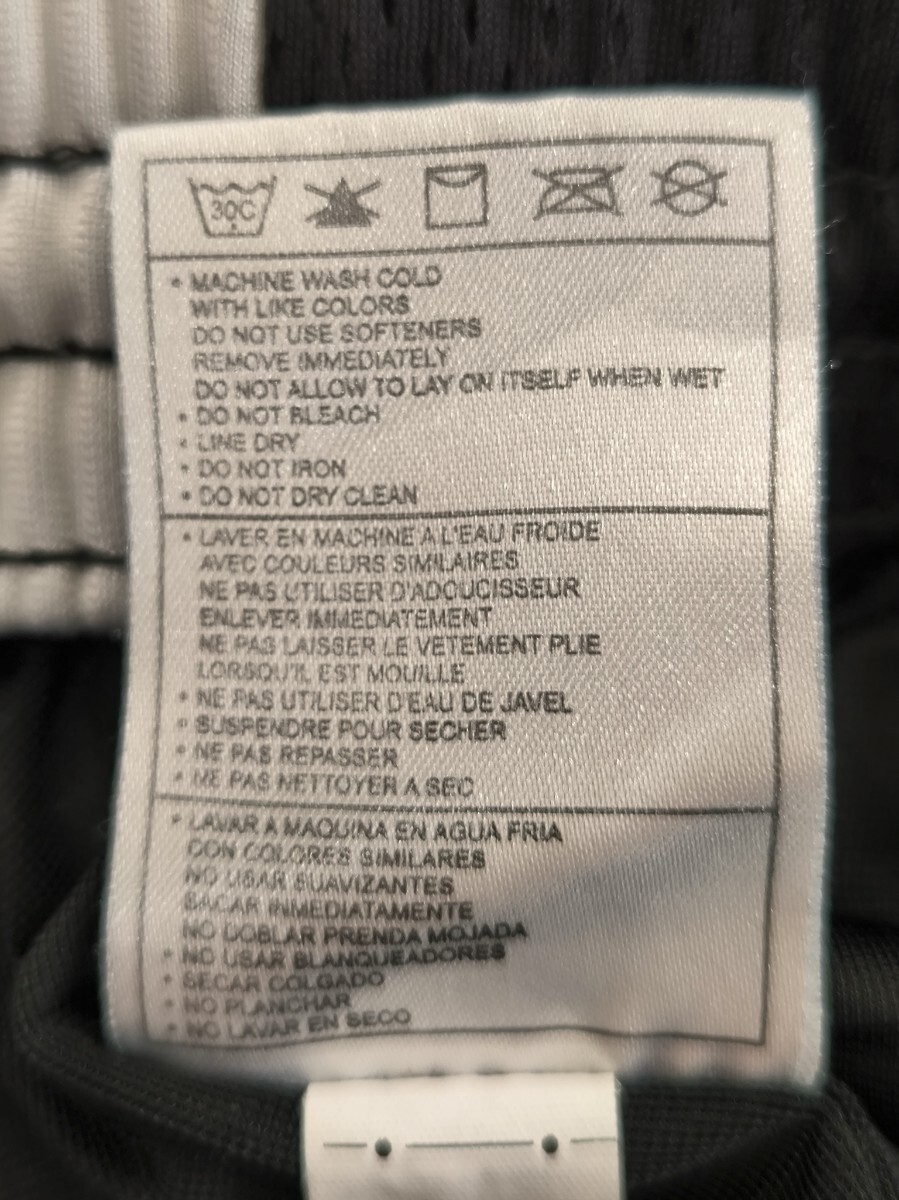 30C
• MACHINE WASH COLD
WITH LIKE COLORS
DO NOT USE SOFTENERS
REMOVE IMMEDIATELY
DO NOT ALLOW TO LAY ON ITSELF WHEN WET
• DO NOT BLEACH
• LINE DRY
• DO NOT IRON
• DO NOT DRY CLEAN
• LAVER EN MACHINE A L'EAU FROIDE
AVEC COULEURS SIMILAIRES
NE PAS UTILISER D'ADOUCISSEUR
ENLEVER IMMEDIATEMENT
NE PAS LAISSER LE VETEMENT PLIE
LORSQU'IL EST MOUILLE
• NE PAS UTILISER D'EAU DE JAVEL
• SUSPENDRE POUR SECHER
• NE PAS REPASSER
• NE PAS NETTOYER A SEC
• LAVAR A MAQUINA EN AGUA FRIA
CON COLORES SIMILARES
NO USAR SUAVIZANTES
SACAR INMEDIATAMENTE
NO DOBLAR PRENDA MOJADA
• NO USAR BLANQUEADORES
• SECAR COLGADO
• NO PLANCHAR
• NO LAVAR EN SECO